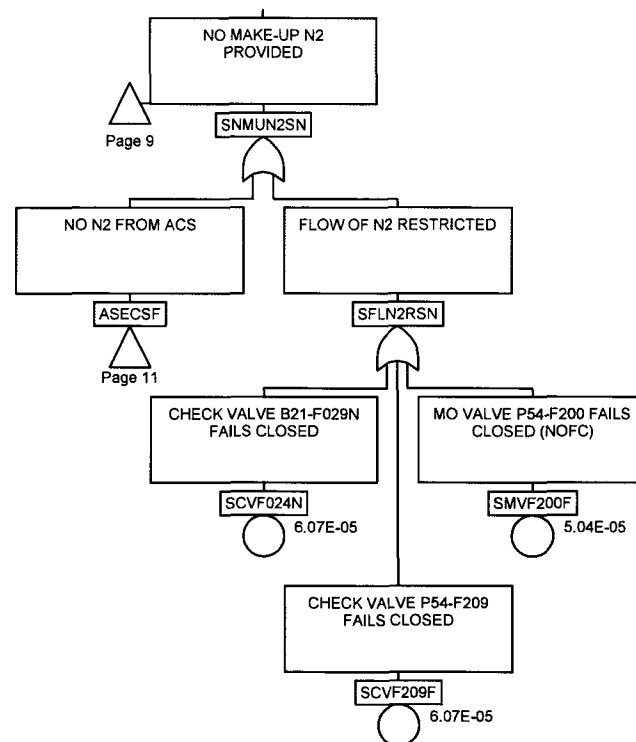 NO MAKE-UP N2
PROVIDED
Page 9
SNMUN2SN
NO N2 FROM ACS
FLOW OF N2 RESTRICTED
ASECSF
SFLN2RSN
Page 11
CHECK VALVE B21-F029N
FAILS CLOSED
MO VALVE P54-F200 FAILS
CLOSED (NOFC)
SCVF024N
6.07E-05
SMVF200F
5.04E-05
CHECK VALVE P54-F209
FAILS CLOSED
SCVF209F
6.07E-05